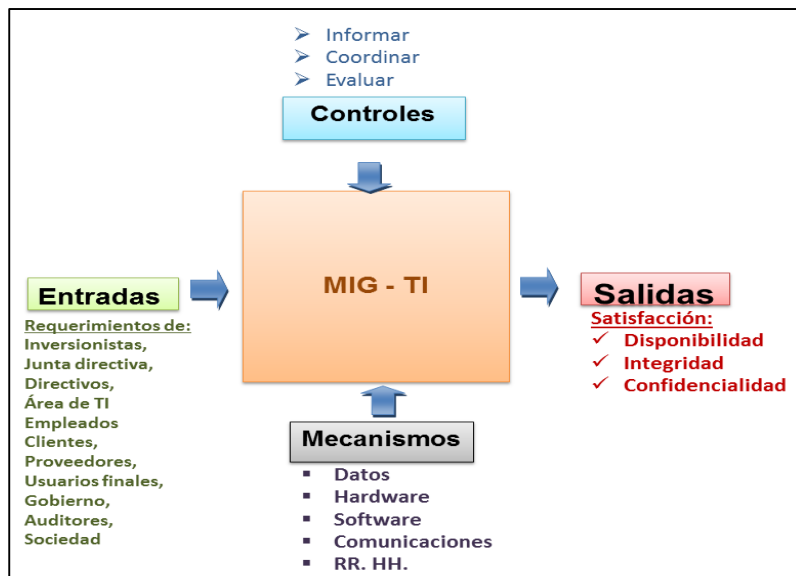 Informar
Coordinar
Evaluar
Controles
MIG - TI
Entradas
Requerimientos de:
Inversionistas,
Junta directiva,
Directivos,
Área de TI
Empleados
Clientes,
Proveedores,
Usuarios finales,
Gobierno,
Auditores,
Sociedad
Salidas
Satisfacción:
Disponibilidad
Integridad
Confidencialidad
Mecanismos
Datos
Hardware
Software
Comunicaciones
RR. HH.